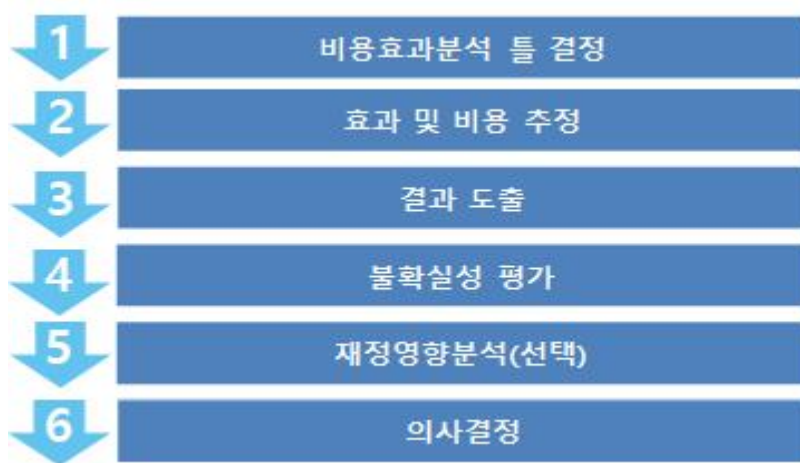 1 비용효과분석 틀 결정
2 효과 및 비용 추정
3 결과 도출
4 불확실성 평가
5 재정영향분석(선택)
6 의사결정